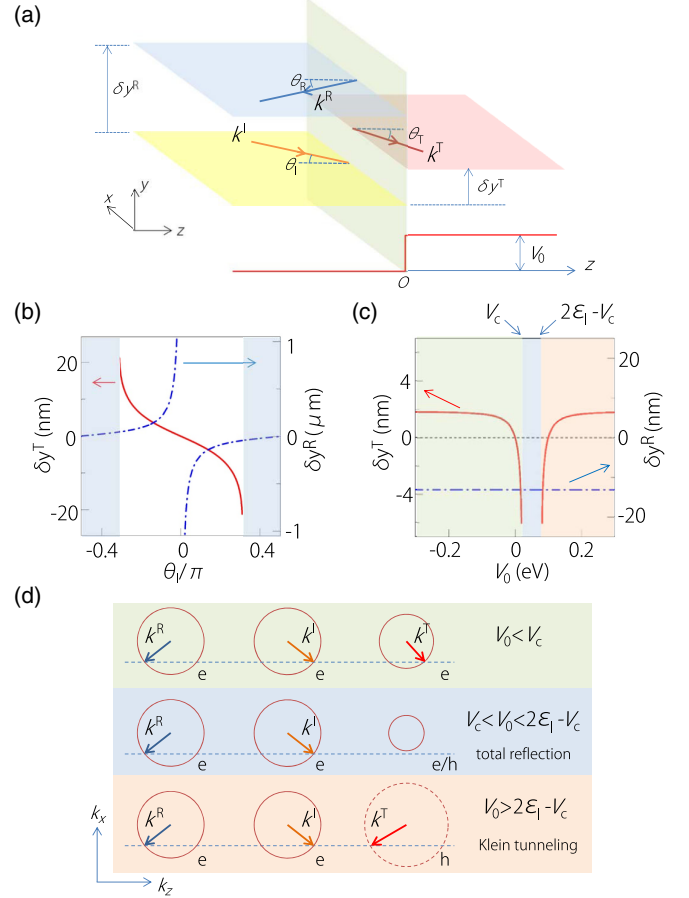 (a)
δy^R
θ_R
k^R
k^I
θ_I
θ_T
k^T
δy^T
x
y
z
V_0
O
z
(b)
δy^T (nm)
20
0
-20
1
0
-1
δy^R (μm)
-0.5
0
0.5
θ_I/π
(c)
V_c
2ε_I-V_c
δy^T (nm)
4
0
-4
20
0
-20
δy^R (nm)
-0.2
0
0.2
V_0 (eV)
(d)
k^R
k^I
k^T
V_0<V_c
e
e
e
k^R
k^I
V_c<V_0<2ε_I-V_c
total reflection
e
e
e/h
k^R
k^I
k^T
V_0>2ε_I-V_c
Klein tunneling
e
e
h
k_x
k_z